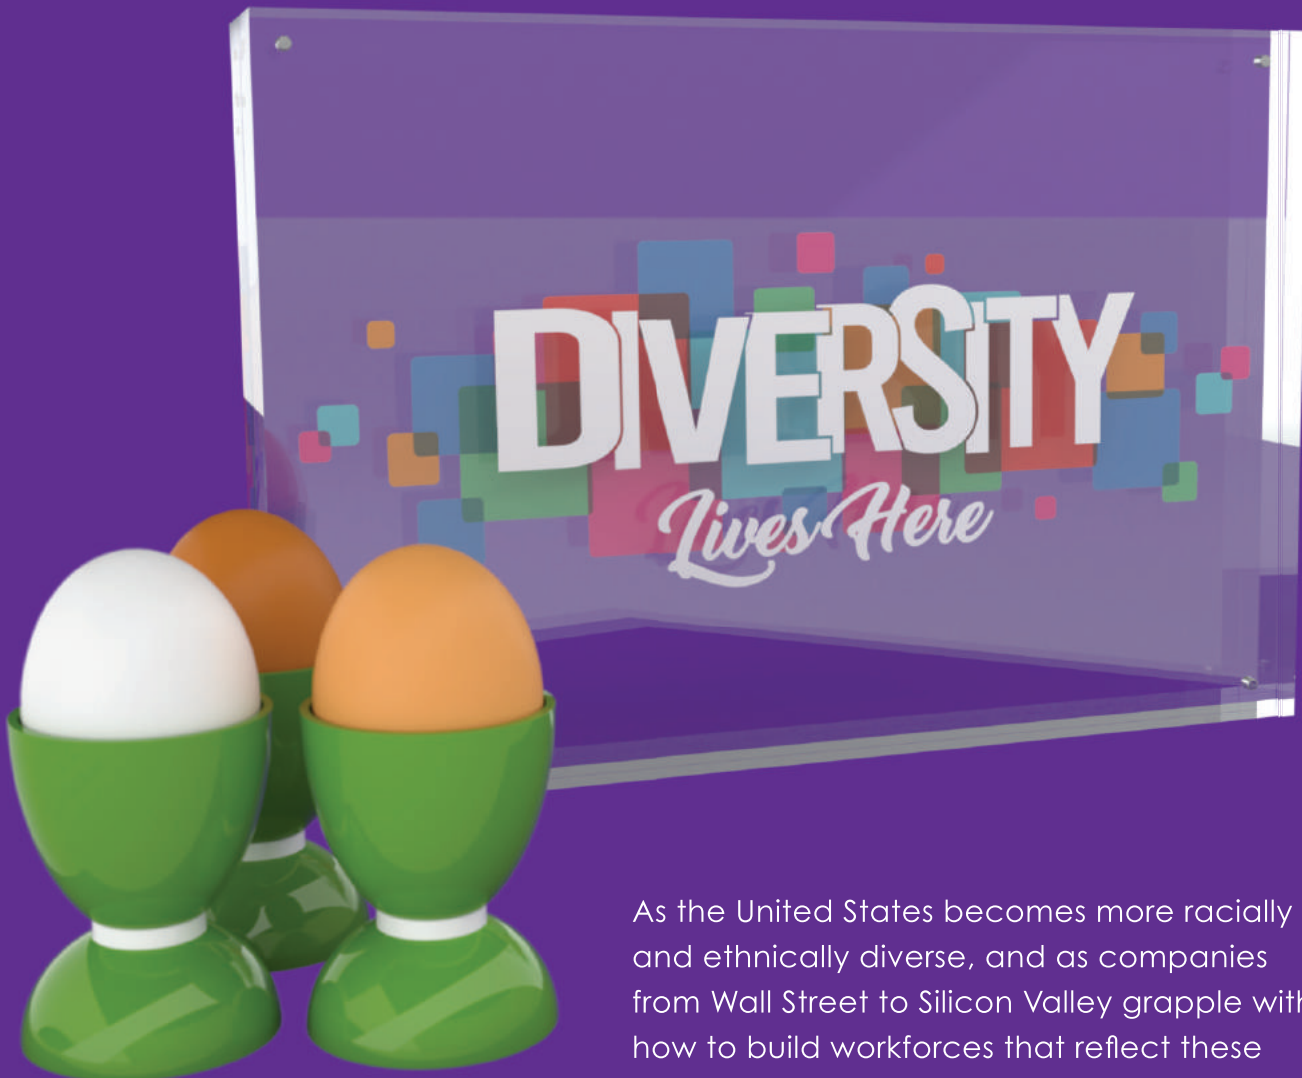 DIVERSITY
Lives Here
As the United States becomes more racially
and ethnically diverse, and as companies
from Wall Street to Silicon Valley grapple with
how to build workforces that reflect these